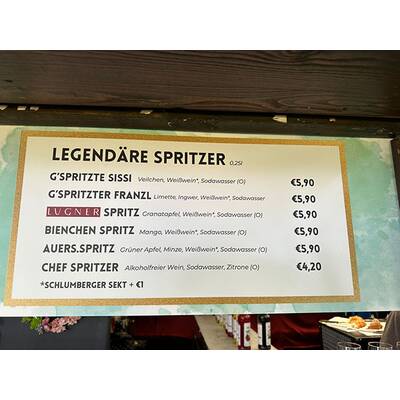 LEGENDÄRE SPRITZER 0,25l
G'SPRITZTE SISSI Veilchen, Weißwein*, Sodawasser (O) €5,90
G'SPRITZTER FRANZL Limette, Ingwer, Weißwein*, Sodawasser €5,90
LUGNER SPRITZ Granatapfel, Weißwein*, Sodawasser (O) €5,90
BIENCHEN SPRITZ Mango, Weißwein*, Sodawasser (O) €5,90
AUERS.SPRITZ Grüner Apfel, Minze, Weißwein*, Sodawasser (O) €5,90
CHEF SPRITZER Alkoholfreier Wein, Sodawasser, Zitrone (O) €4,20
*SCHLUMBERGER SEKT + €1